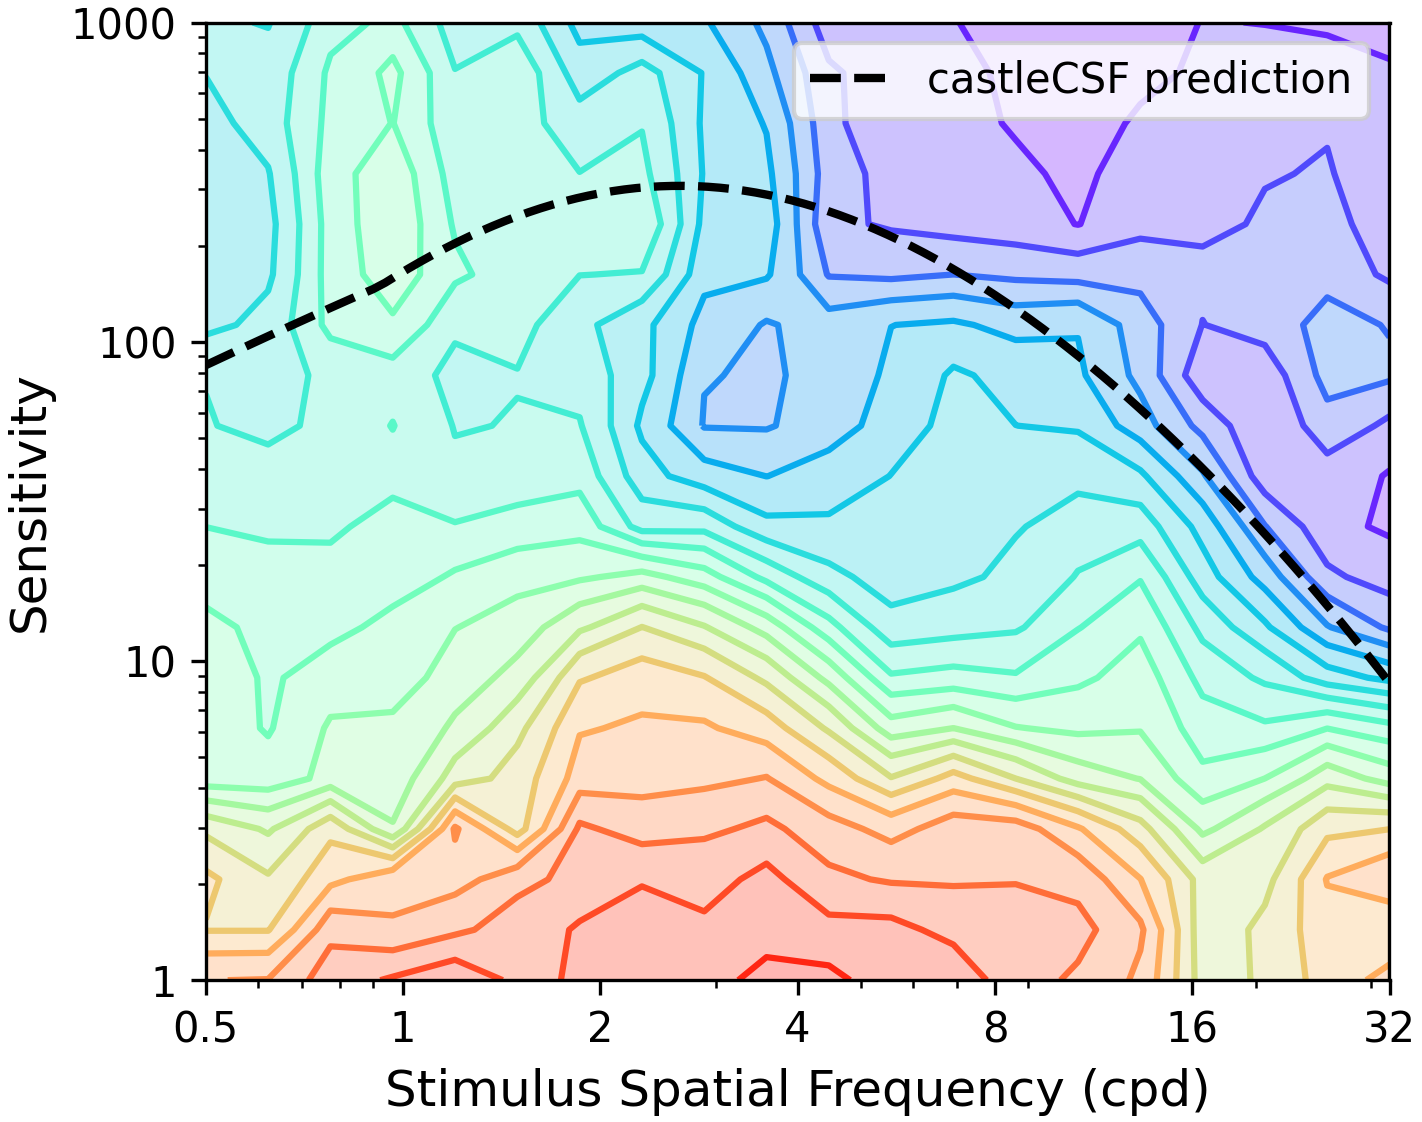 1000
100
10
1
Sensitivity
castleCSF prediction
0.5 1 2 4 8 16 32
Stimulus Spatial Frequency (cpd)